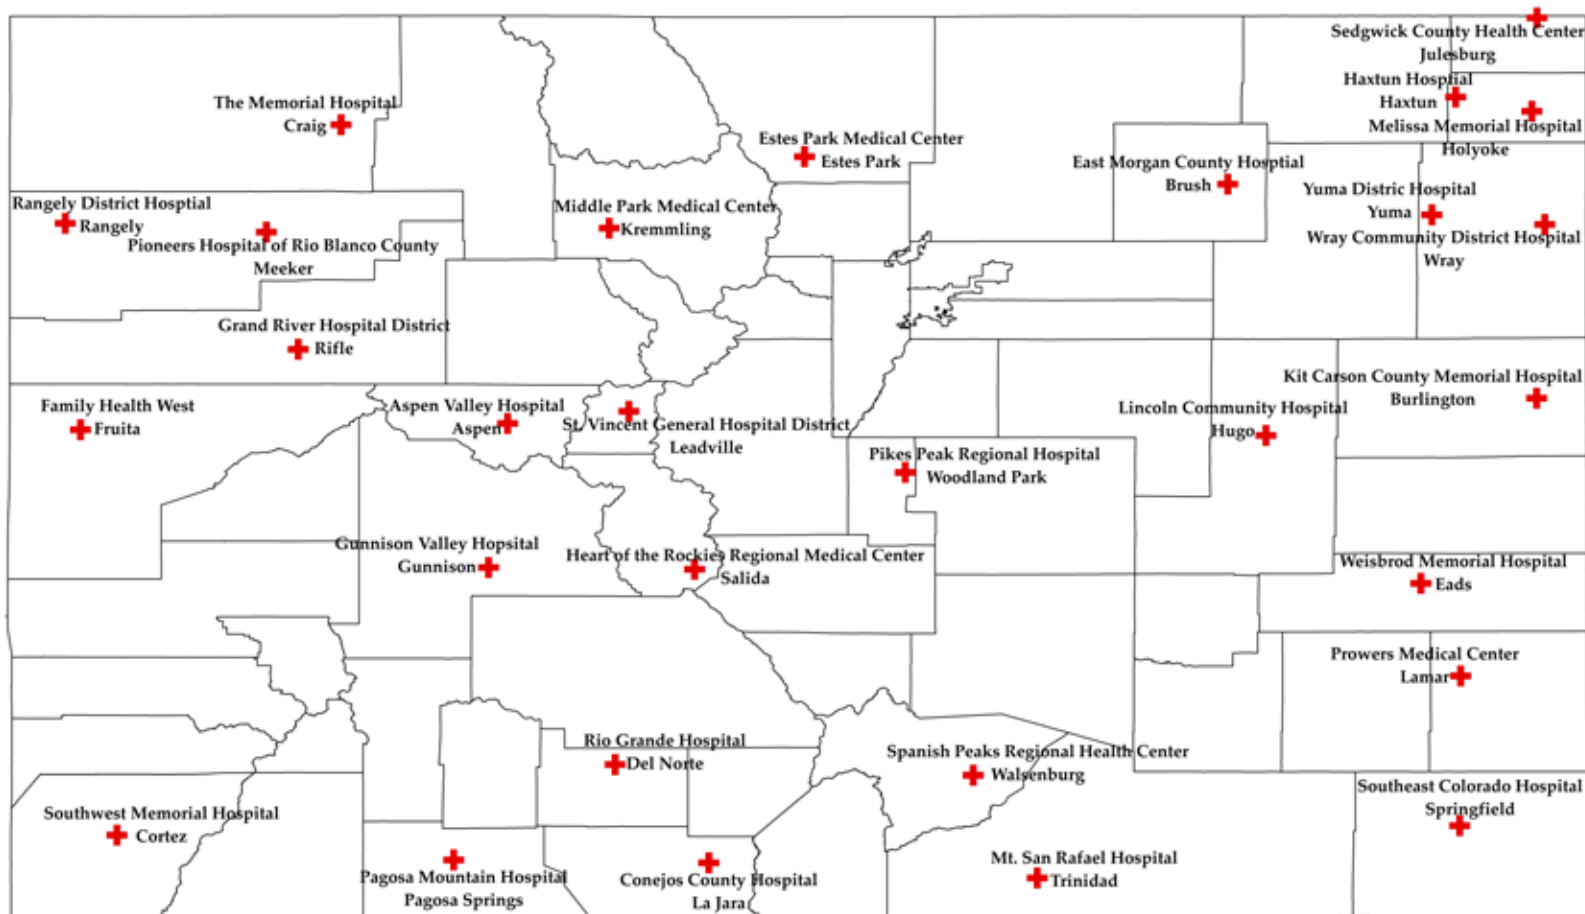 Sedgwick County Health Center
Julesburg
Haxtun Hosptial
Haxtun
Melissa Memorial Hospital
Holyoke
The Memorial Hospital
Craig
Estes Park Medical Center
Estes Park
East Morgan County Hosptial
Brush
Yuma Distric Hospital
Yuma
Rangely District Hosptial
Rangely
Middle Park Medical Center
Kremmling
Pioneers Hospital of Rio Blanco County
Meeker
Wray Community District Hospital
Wray
Grand River Hospital District
Rifle
Kit Carson County Memorial Hospital
Burlington
Family Health West
Fruita
Aspen Valley Hospital
Aspen
St. Vincent General Hospital District
Leadville
Lincoln Community Hospital
Hugo
Pikes Peak Regional Hospital
Woodland Park
Gunnison Valley Hopsital
Gunnison
Heart of the Rockies Regional Medical Center
Salida
Weisbrod Memorial Hospital
Eads
Prowers Medical Center
Lamar
Rio Grande Hospital
Del Norte
Spanish Peaks Regional Health Center
Walsenburg
Southeast Colorado Hospital
Springfield
Southwest Memorial Hospital
Cortez
Pagosa Mountain Hospital
Pagosa Springs
Conejos County Hospital
La Jara
Mt. San Rafael Hospital
Trinidad